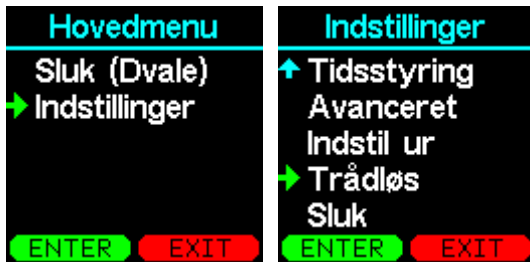 Hovedmenu
Sluk (Dvale)
Indstillinger
ENTER EXIT
Indstillinger
Tidsstyring
Avanceret
Indstil ur
Trådløs
Sluk
ENTER EXIT